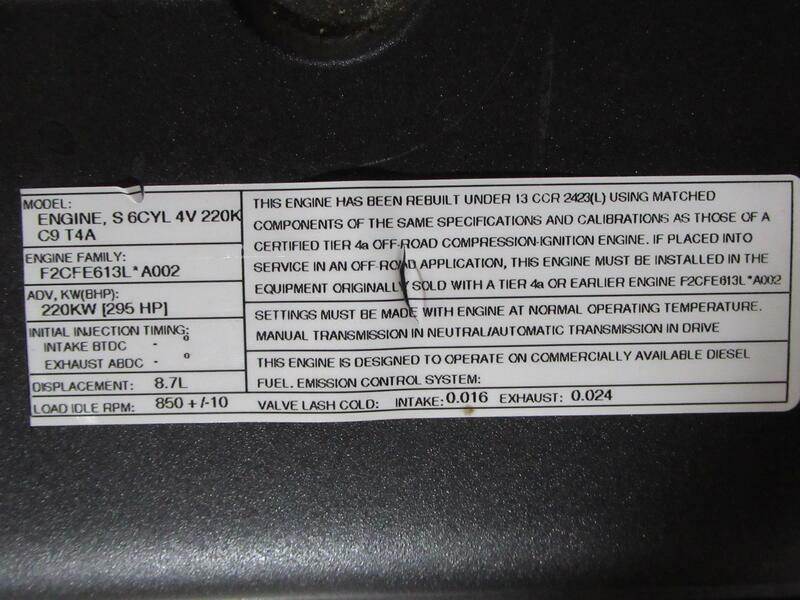 MODEL:
ENGINE, S 6CYL 4V 220K
C9 T4A
ENGINE FAMILY:
F2CFE613L*A002
ADV, KW(BHP):
220KW [295 HP]
INITIAL INJECTION TIMING:
INTAKE BTDC - °
EXHAUST ABDC - °
DISPLACEMENT: 8.7L
LOAD IDLE RPM: 850 +/-10
THIS ENGINE HAS BEEN REBUILT UNDER 13 CCR 2423(L) USING MATCHED
COMPONENTS OF THE SAME SPECIFICATIONS AND CALIBRATIONS AS THOSE OF A
CERTIFIED TIER 4a OFF-ROAD COMPRESSION-IGNITION ENGINE. IF PLACED INTO
SERVICE IN AN OFF-ROAD APPLICATION, THIS ENGINE MUST BE INSTALLED IN THE
EQUIPMENT ORIGINALLY SOLD WITH A TIER 4a OR EARLIER ENGINE F2CFE613L*A002
SETTINGS MUST BE MADE WITH ENGINE AT NORMAL OPERATING TEMPERATURE.
MANUAL TRANSMISSION IN NEUTRAL/AUTOMATIC TRANSMISSION IN DRIVE
THIS ENGINE IS DESIGNED TO OPERATE ON COMMERCIALLY AVAILABLE DIESEL
FUEL. EMISSION CONTROL SYSTEM:
VALVE LASH COLD: INTAKE: 0.016 EXHAUST: 0.024